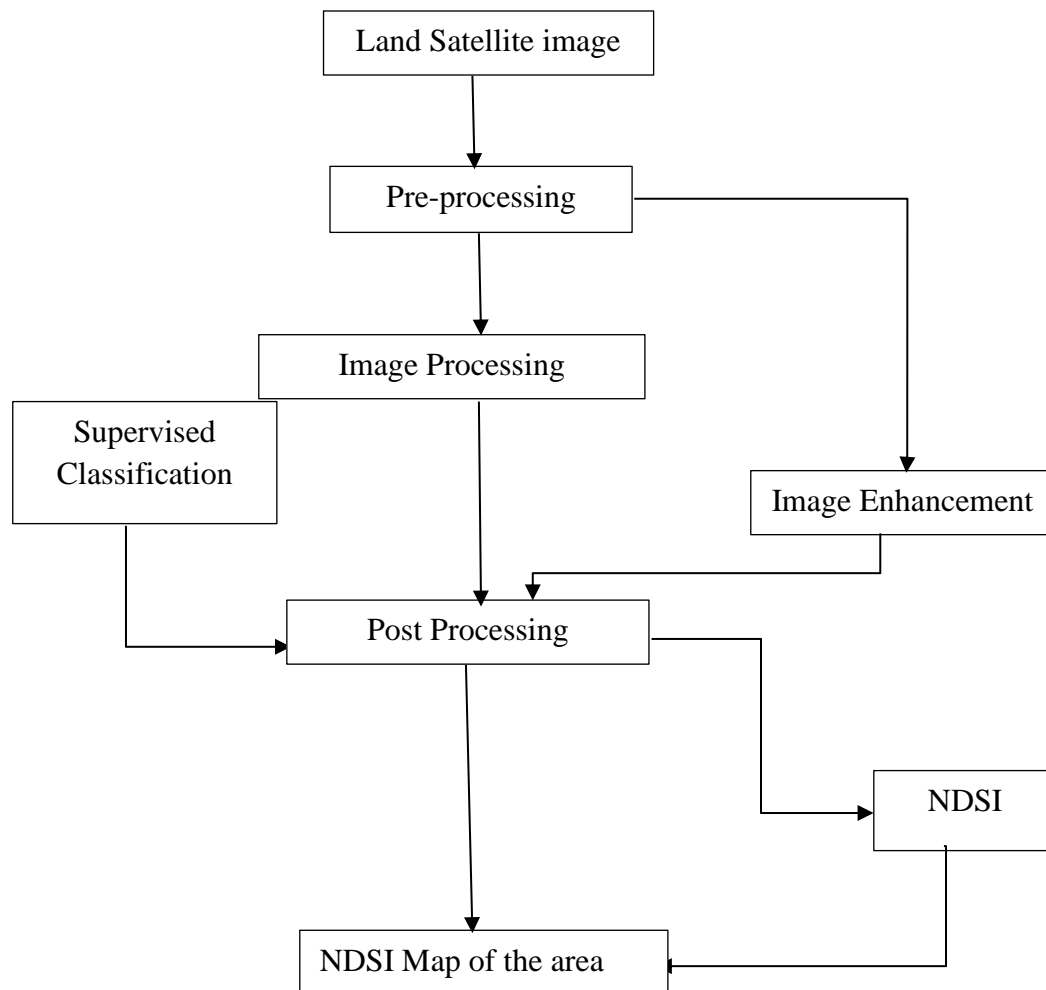 Land Satellite image
Pre-processing
Image Processing
Supervised
Classification
Image Enhancement
Post Processing
NDSI
NDSI Map of the area